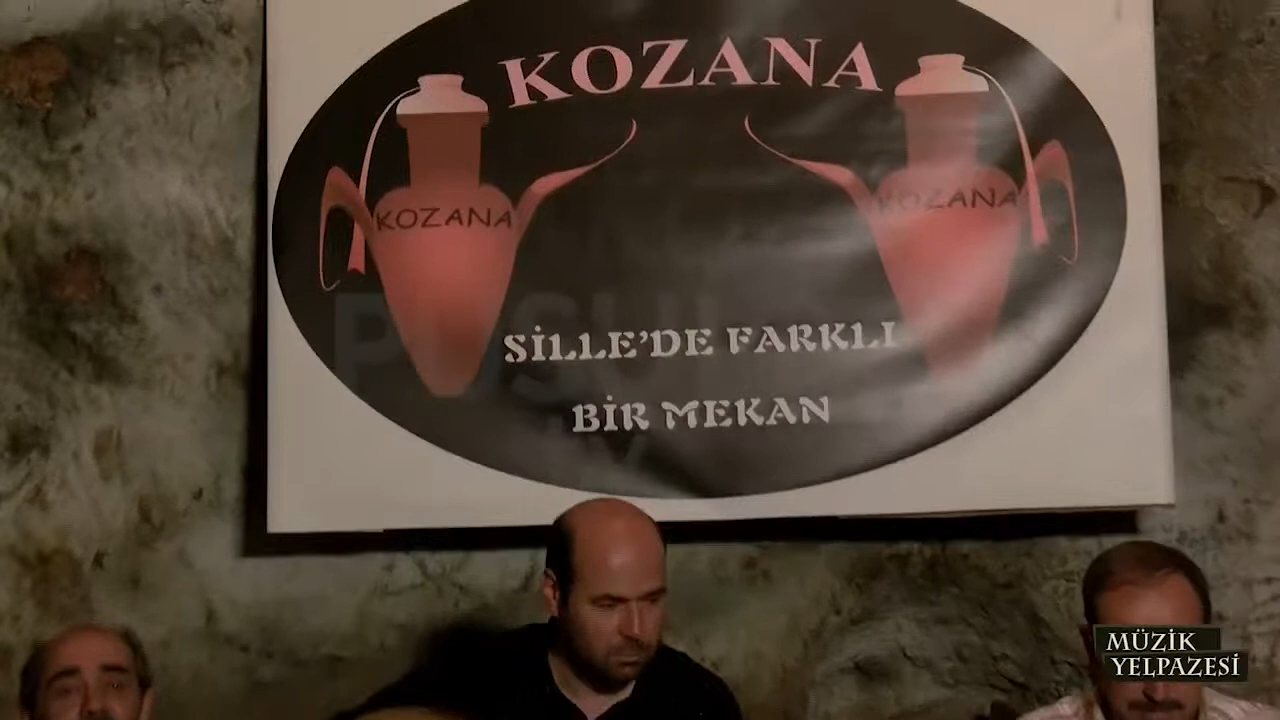 KOZANA
KOZANA
KOZANA
SİLLE'DE FARKLI
BİR MEKAN
MÜZİK
YELPAZESİ